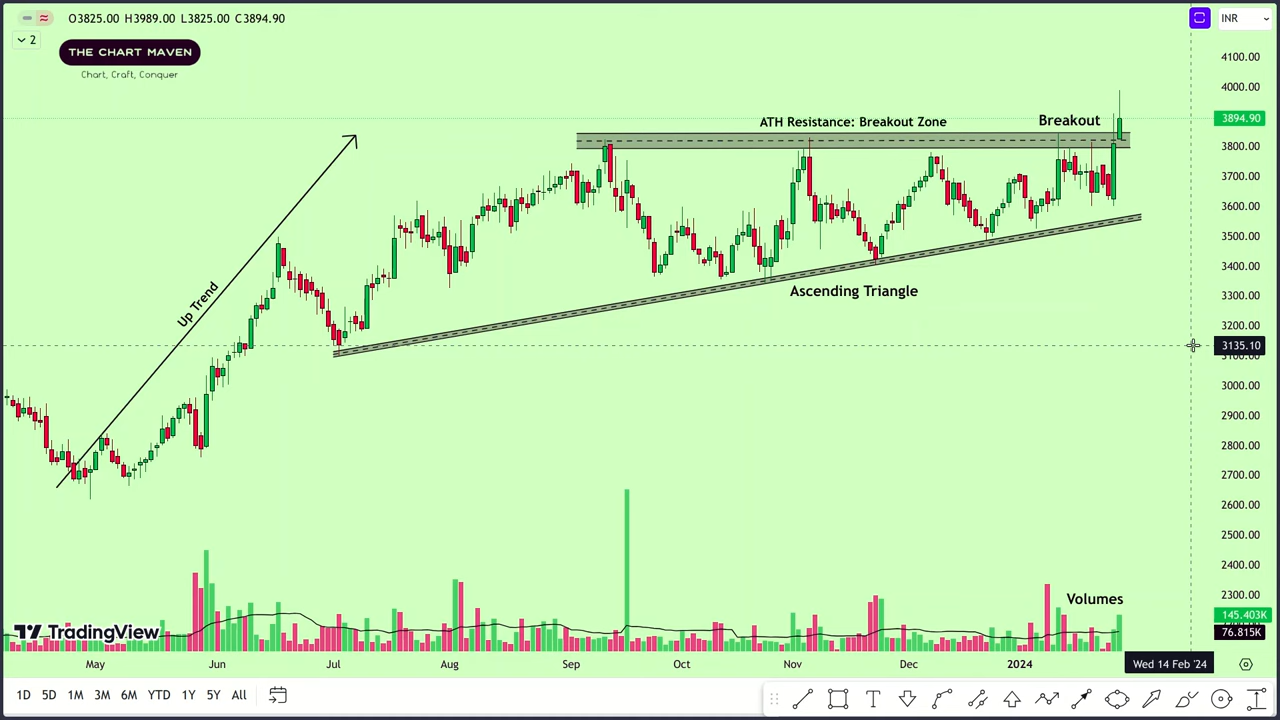 O3825.00 H3989.00 L3825.00 C3894.90
INR
2
THE CHART MAVEN
Chart, Craft, Conquer
4100.00
4000.00
ATH Resistance: Breakout Zone
Breakout
3894.90
3800.00
3700.00
3600.00
3500.00
3400.00
Up Trend
Ascending Triangle
3300.00
3200.00
3135.10
3100.00
3000.00
2900.00
2800.00
2700.00
2600.00
2500.00
2400.00
2300.00
Volumes
145.403K
76.815K
TradingView
May Jun Jul Aug Sep Oct Nov Dec 2024 Wed 14 Feb '24
1D 5D 1M 3M 6M YTD 1Y 5Y All